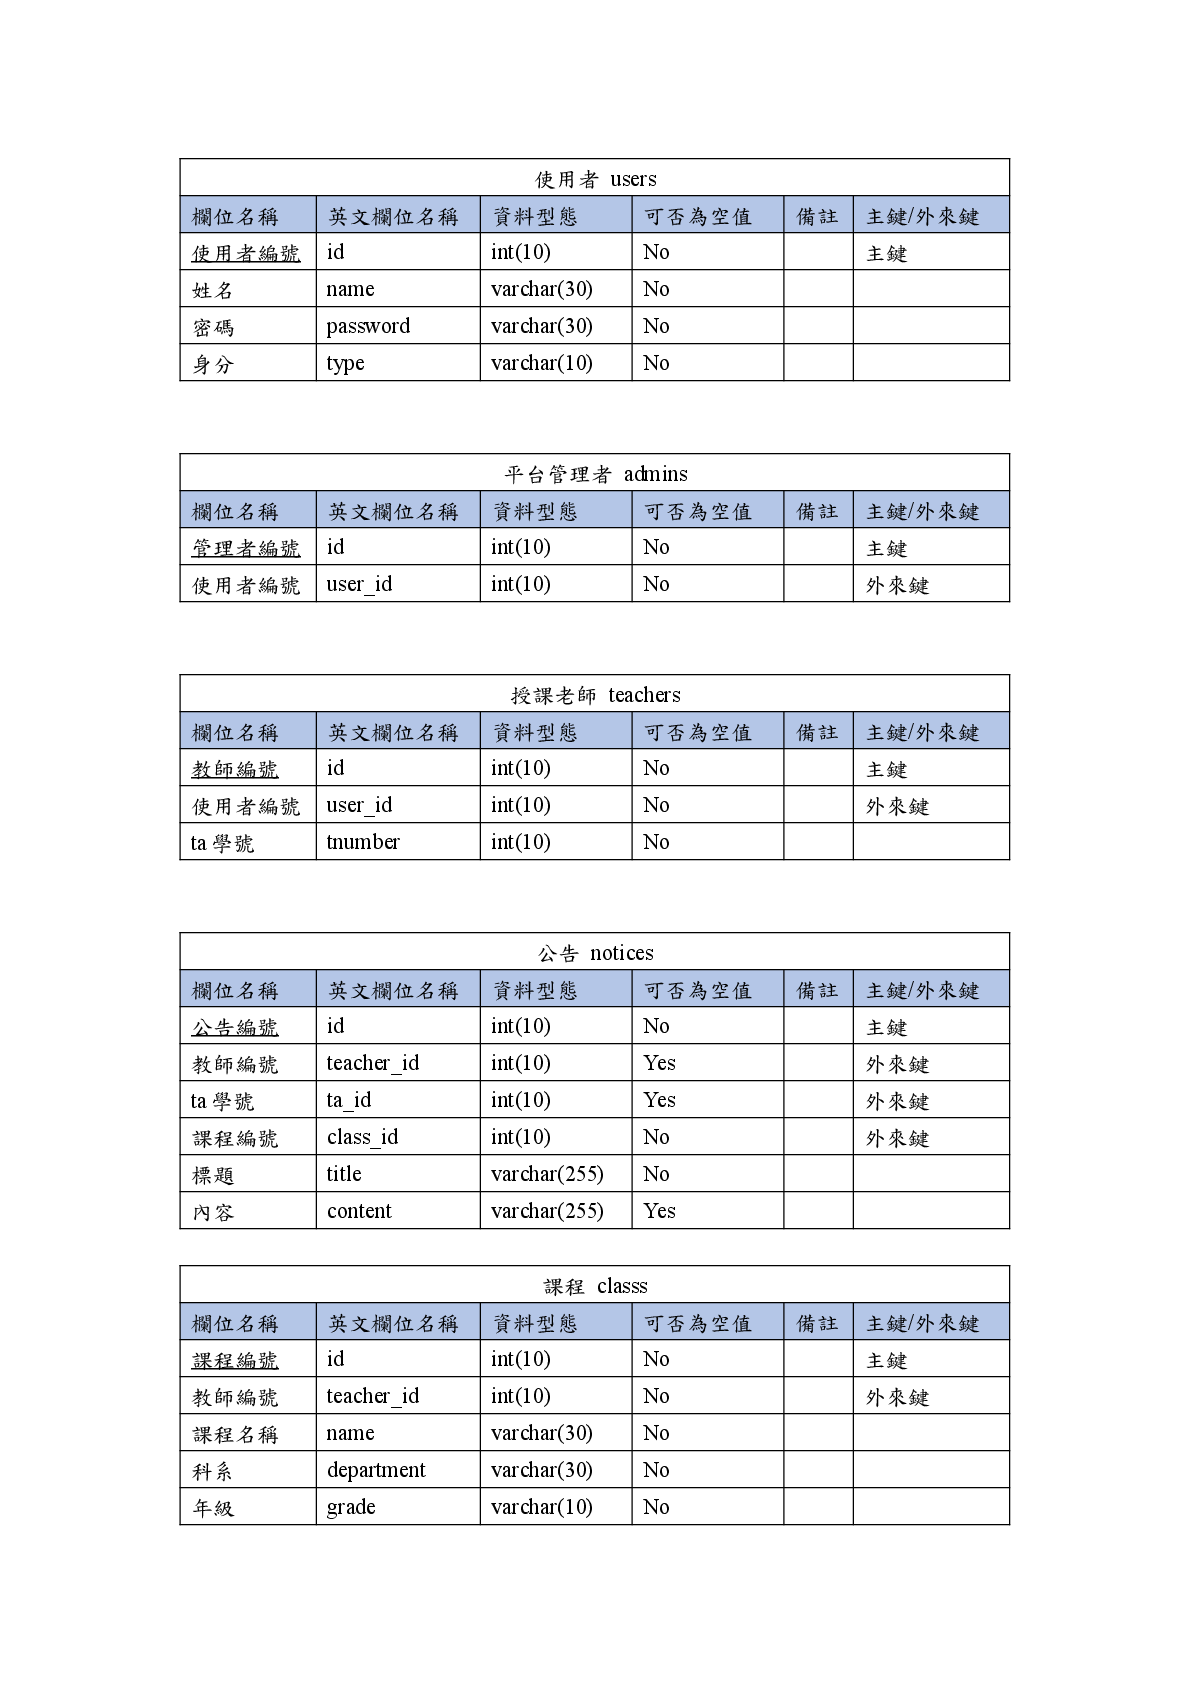 使用者 users
欄位名稱 英文欄位名稱 資料型態 可否為空值 備註 主鍵/外來鍵
使用者編號 id int(10) No 主鍵
姓名 name varchar(30) No
密碼 password varchar(30) No
身分 type varchar(10) No
平台管理者 admins
欄位名稱 英文欄位名稱 資料型態 可否為空值 備註 主鍵/外來鍵
管理者編號 id int(10) No 主鍵
使用者編號 user_id int(10) No 外來鍵
授課老師 teachers
欄位名稱 英文欄位名稱 資料型態 可否為空值 備註 主鍵/外來鍵
教師編號 id int(10) No 主鍵
使用者編號 user_id int(10) No 外來鍵
ta 學號 tnumber int(10) No
公告 notices
欄位名稱 英文欄位名稱 資料型態 可否為空值 備註 主鍵/外來鍵
公告編號 id int(10) No 主鍵
教師編號 teacher_id int(10) Yes 外來鍵
ta 學號 ta_id int(10) Yes 外來鍵
課程編號 class_id int(10) No 外來鍵
標題 title varchar(255) No
內容 content varchar(255) Yes
課程 classs
欄位名稱 英文欄位名稱 資料型態 可否為空值 備註 主鍵/外來鍵
課程編號 id int(10) No 主鍵
教師編號 teacher_id int(10) No 外來鍵
課程名稱 name varchar(30) No
科系 department varchar(30) No
年級 grade varchar(10) No